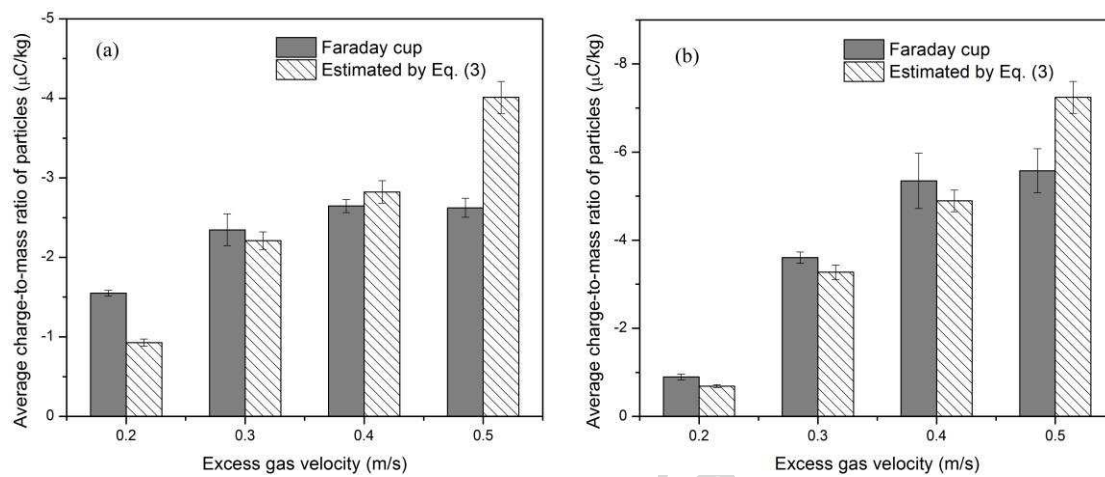 Average charge-to-mass ratio of particles (μC/kg)
-5
-4
-3
-2
-1
0
(a)
Faraday cup
Estimated by Eq. (3)
0.2 0.3 0.4 0.5
Excess gas velocity (m/s)
Average charge-to-mass ratio of particles (μC/kg)
-8
-6
-4
-2
0
(b)
Faraday cup
Estimated by Eq. (3)
0.2 0.3 0.4 0.5
Excess gas velocity (m/s)